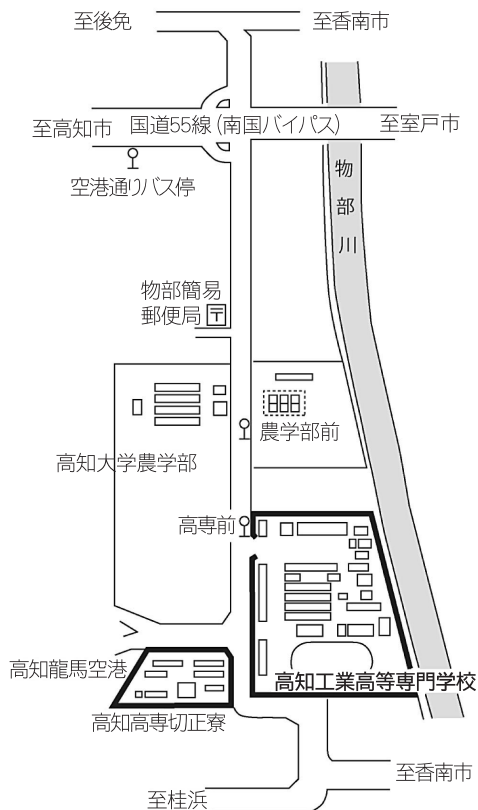 至後免
至香南市
至高知市
国道55線(南国バイパス)
至室戸市
空港通りバス停
物部川
物部簡易
郵便局
農学部前
高知大学農学部
高専前
高知龍馬空港
高知工業高等専門学校
高知高専切正寮
至香南市
至桂浜